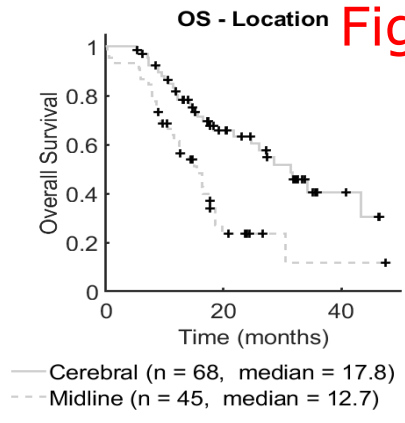 OS - Location
Fig
1
0.8
0.6
0.4
0.2
0
0 20 40
Overall Survival
Time (months)
Cerebral (n = 68, median = 17.8)
Midline (n = 45, median = 12.7)